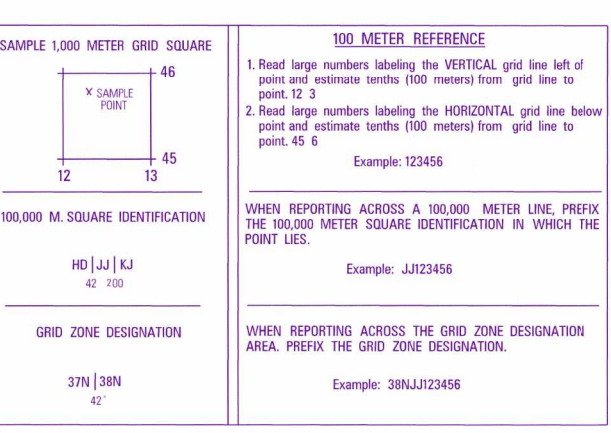 SAMPLE 1,000 METER GRID SQUARE
46
X SAMPLE
POINT
45
12 13
100,000 M. SQUARE IDENTIFICATION
HD | JJ | KJ
42 200
GRID ZONE DESIGNATION
37N | 38N
42°
100 METER REFERENCE
1. Read large numbers labeling the VERTICAL grid line left of
point and estimate tenths (100 meters) from grid line to
point. 12 3
2. Read large numbers labeling the HORIZONTAL grid line below
point and estimate tenths (100 meters) from grid line to
point. 45 6
Example: 123456
WHEN REPORTING ACROSS A 100,000 METER LINE, PREFIX
THE 100,000 METER SQUARE IDENTIFICATION IN WHICH THE
POINT LIES.
Example: JJ123456
WHEN REPORTING ACROSS THE GRID ZONE DESIGNATION
AREA. PREFIX THE GRID ZONE DESIGNATION.
Example: 38NJJ123456